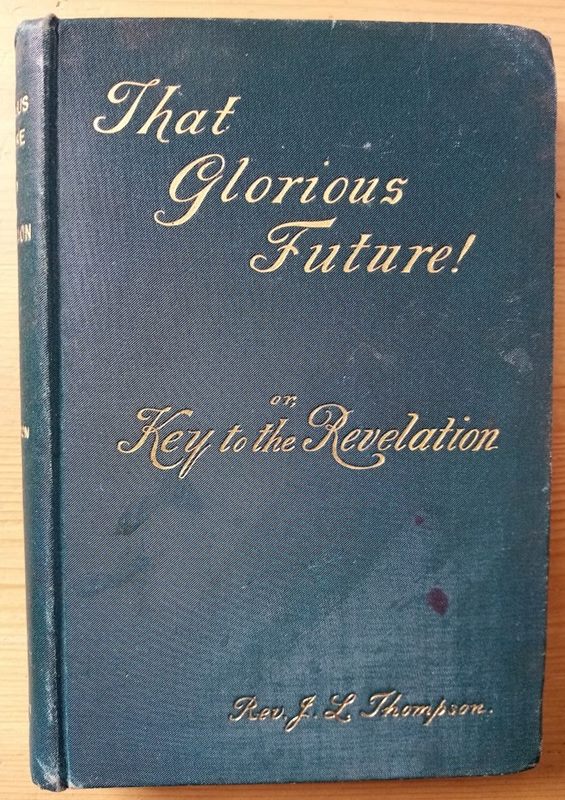 That
Glorious
Future!
or,
Key to the Revelation
Rev. J. L. Thompson.